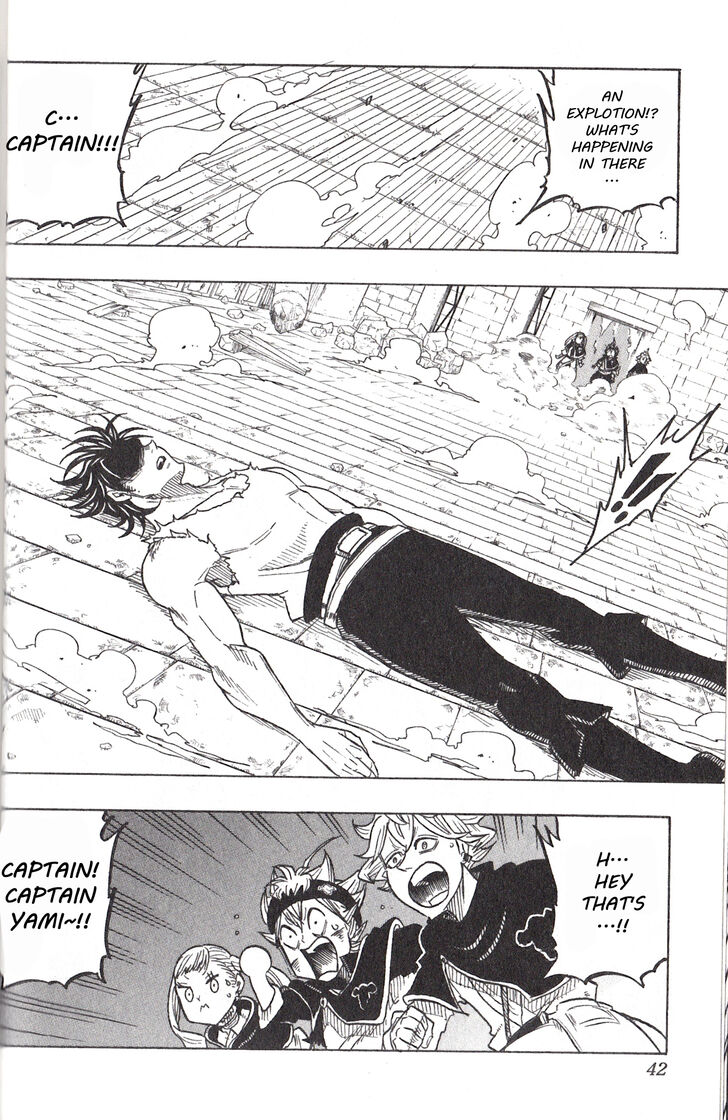 AN
EXPLOTION!?
WHAT'S
HAPPENING
IN THERE
...
C...
CAPTAIN!!!
!!
H...
HEY
THAT'S
...!!
CAPTAIN!
CAPTAIN
YAMI~!!
42